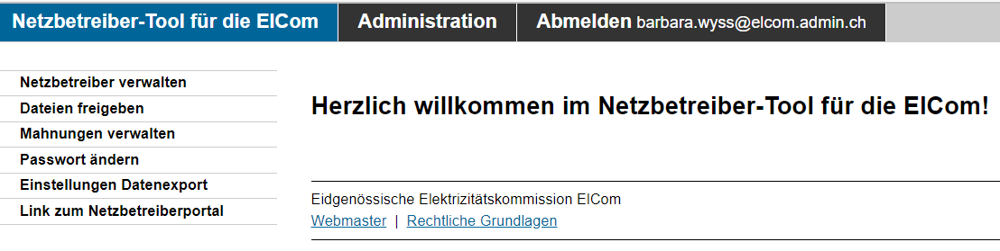 Netzbetreiber-Tool für die ElCom Administration Abmelden barbara.wyss@elcom.admin.ch
Netzbetreiber verwalten
Dateien freigeben
Mahnungen verwalten
Passwort ändern
Einstellungen Datenexport
Link zum Netzbetreiberportal
Herzlich willkommen im Netzbetreiber-Tool für die ElCom!
Eidgenössische Elektrizitätskommission ElCom
Webmaster | Rechtliche Grundlagen